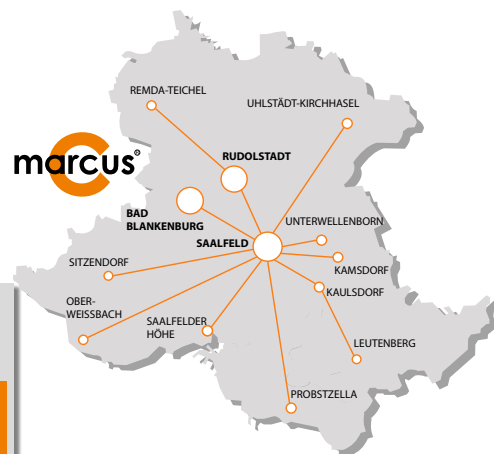 REMDA-TEICHEL
UHLSTÄDT-KIRCHHASEL
marcus®
RUDOLSTADT
BAD
BLANKENBURG
UNTERWELLENBORN
SAALFELD
SITZENDORF
KAMSDORF
KAULSDORF
OBER-
WEISSBACH
SAALFELDER
HÖHE
LEUTENBERG
PROBSTZELLA